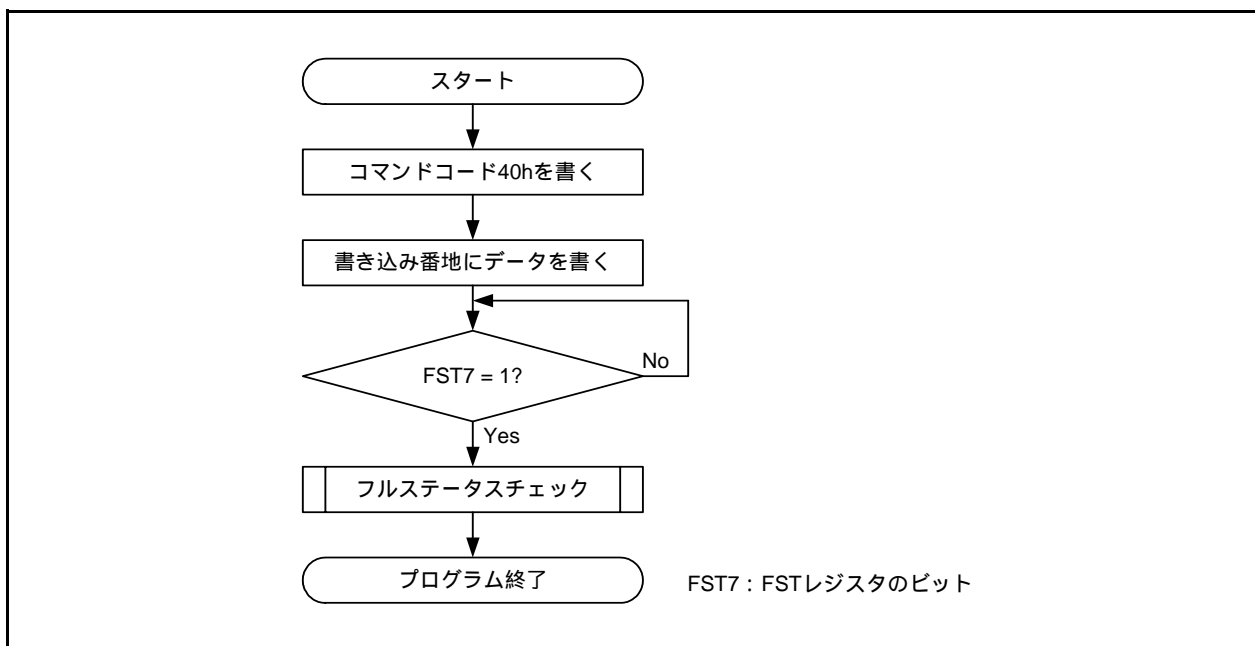 スタート
コマンドコード40hを書く
書き込み番地にデータを書く
FST7 = 1?
No
Yes
フルステータスチェック
プログラム終了
FST7：FSTレジスタのビット